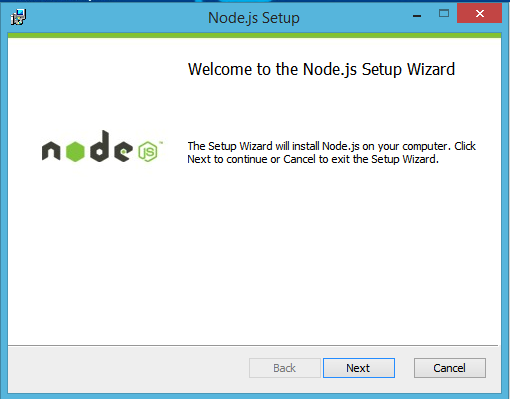 Node.js Setup
Welcome to the Node.js Setup Wizard
node JS™
The Setup Wizard will install Node.js on your computer. Click
Next to continue or Cancel to exit the Setup Wizard.
Back Next Cancel